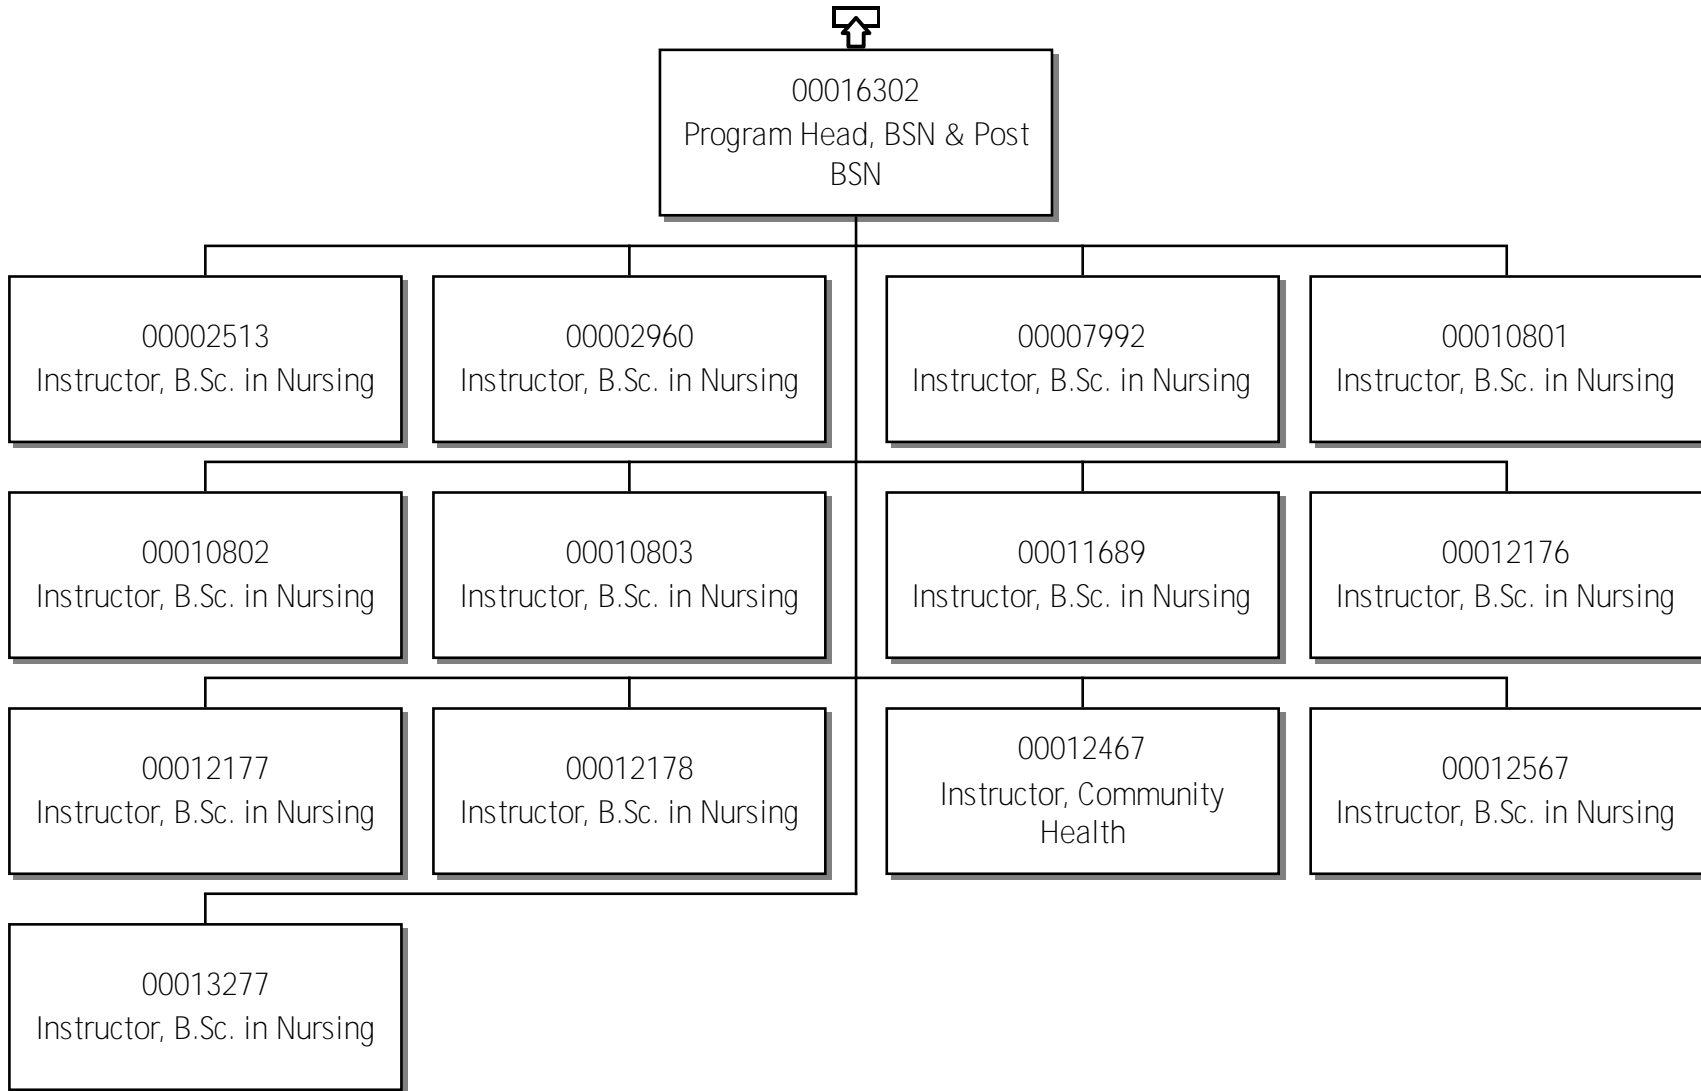 00016302
Program Head, BSN & Post
BSN
00002513
Instructor, B.Sc. in Nursing
00002960
Instructor, B.Sc. in Nursing
00007992
Instructor, B.Sc. in Nursing
00010801
Instructor, B.Sc. in Nursing
00010802
Instructor, B.Sc. in Nursing
00010803
Instructor, B.Sc. in Nursing
00011689
Instructor, B.Sc. in Nursing
00012176
Instructor, B.Sc. in Nursing
00012177
Instructor, B.Sc. in Nursing
00012178
Instructor, B.Sc. in Nursing
00012467
Instructor, Community
Health
00012567
Instructor, B.Sc. in Nursing
00013277
Instructor, B.Sc. in Nursing